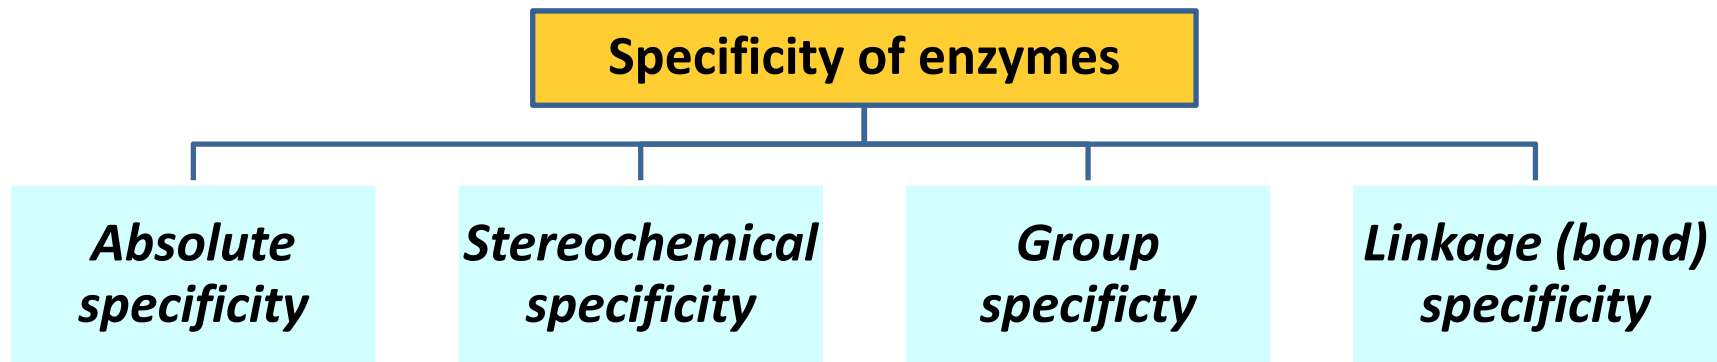 Specificity of enzymes
Absolute
specificity
Stereochemical
specificity
Group
specificty
Linkage (bond)
specificity